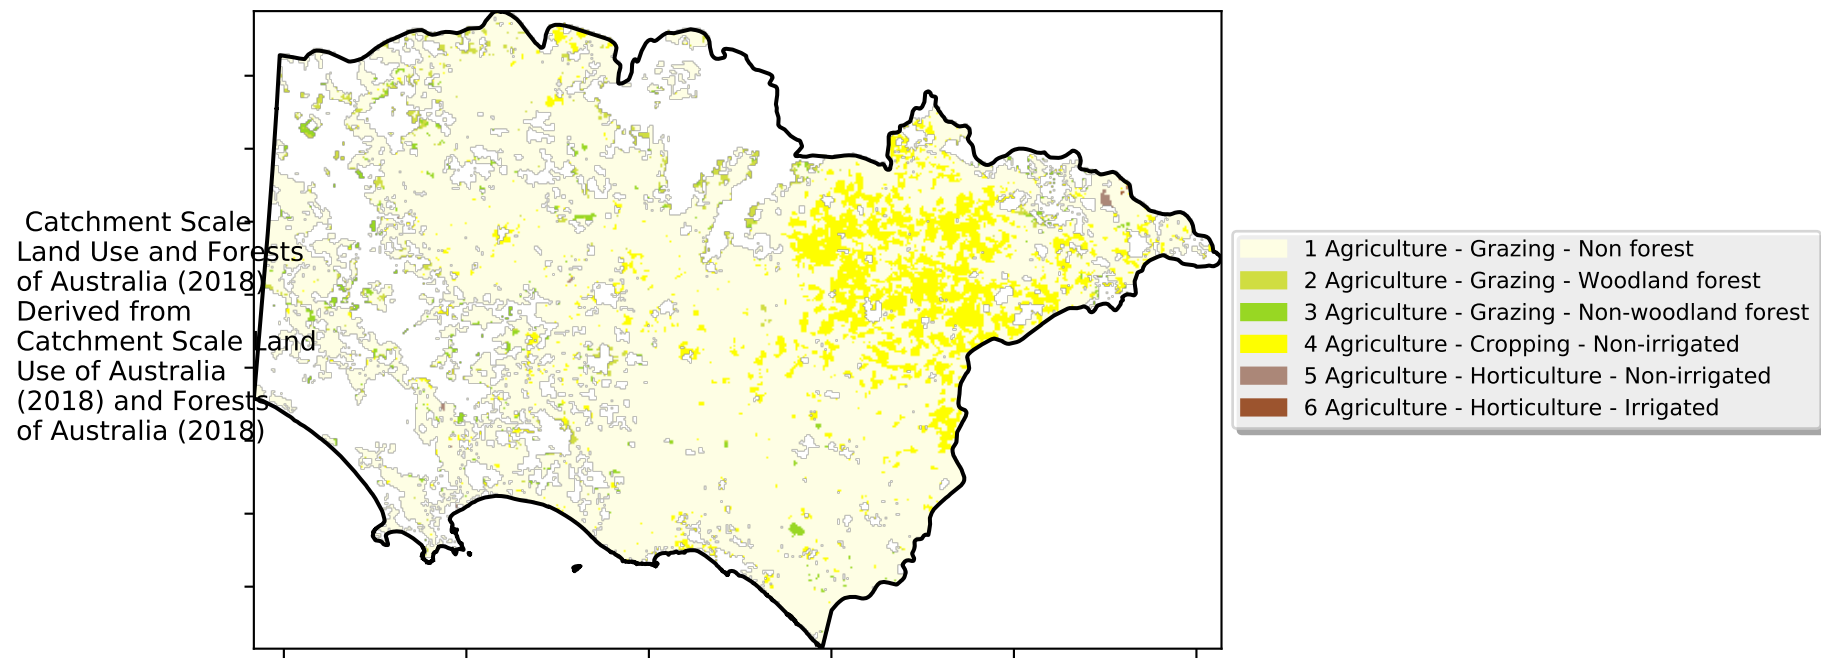 Catchment Scale
Land Use and Forests
of Australia (2018)
Derived from
Catchment Scale Land
Use of Australia
(2018) and Forests
of Australia (2018)
1 Agriculture - Grazing - Non forest
2 Agriculture - Grazing - Woodland forest
3 Agriculture - Grazing - Non-woodland forest
4 Agriculture - Cropping - Non-irrigated
5 Agriculture - Horticulture - Non-irrigated
6 Agriculture - Horticulture - Irrigated